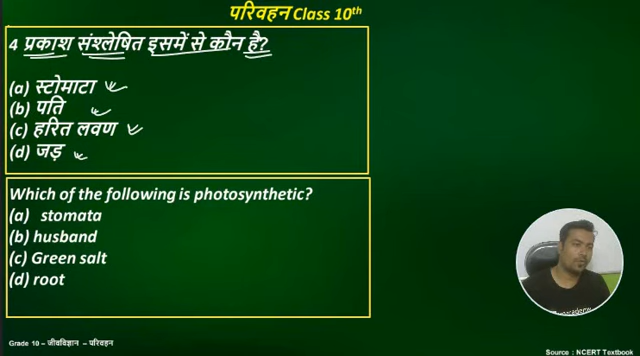 परिवहन Class 10th
4 प्रकाश संश्लेषित इसमें से कौन है?
(a) स्टोमाटा
(b) पति
(c) हरित लवण
(d) जड़
Which of the following is photosynthetic?
(a) stomata
(b) husband
(c) Green salt
(d) root
Grade 10 – जीवविज्ञान – परिवहन
Source : NCERT Textbook